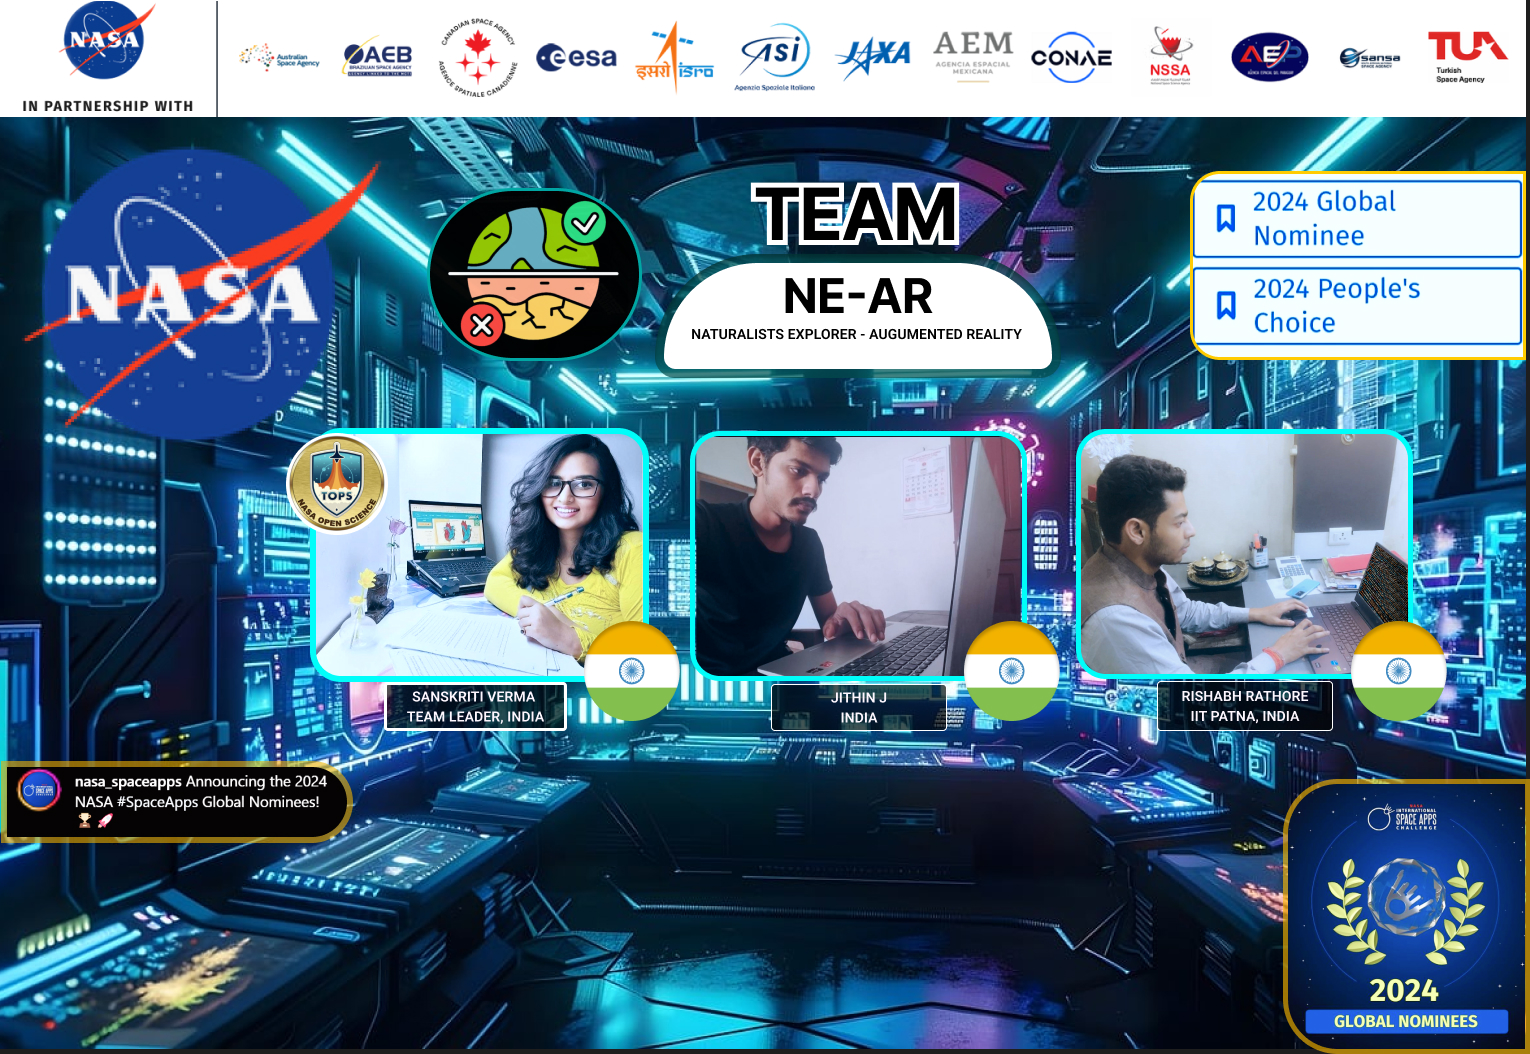 NASA
IN PARTNERSHIP WITH
Australian
Space Agency
AEB
BRAZILIAN SPACE AGENCY
CANADIAN SPACE AGENCY
AGENCE SPATIALE CANADIENNE
esa
इसरो isro
ASI
Agenzia Spaziale Italiana
JAXA
AEM
AGENCIA ESPACIAL
MEXICANA
CONAE
NSSA
AEP
sansa
TUA
Turkish
Space Agency
NASA
TEAM
NE-AR
NATURALISTS EXPLORER - AUGUMENTED REALITY
2024 Global
Nominee
2024 People's
Choice
TOPS
NASA OPEN SCIENCE
SANSKRITI VERMA
TEAM LEADER, INDIA
JITHIN J
INDIA
RISHABH RATHORE
IIT PATNA, INDIA
nasa_spaceapps Announcing the 2024
NASA #SpaceApps Global Nominees!
INTERNATIONAL
SPACE APPS
CHALLENGE
2024
GLOBAL NOMINEES